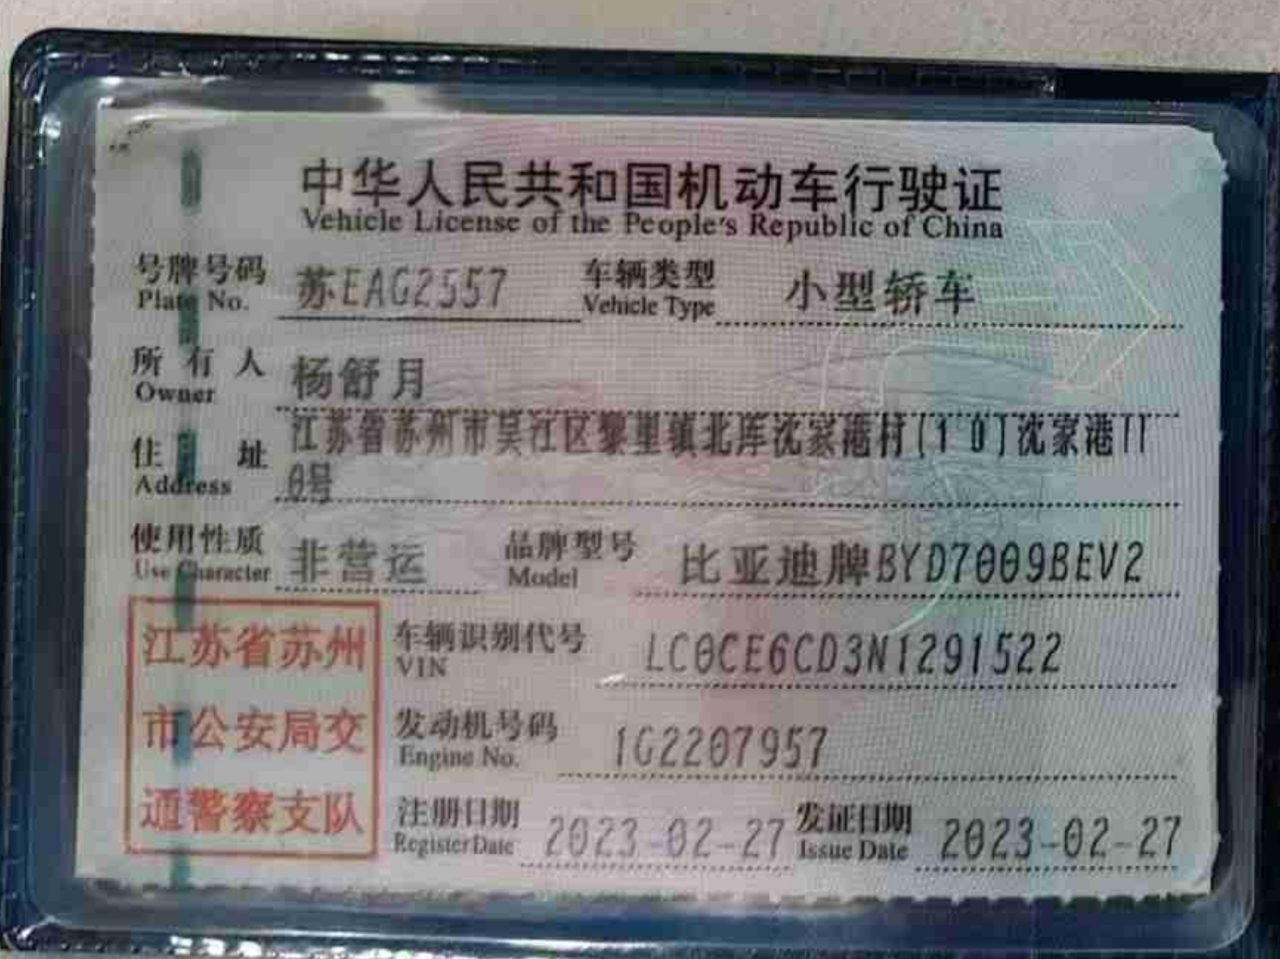 中华人民共和国机动车行驶证
Vehicle License of the People's Republic of China
号牌号码 苏EAG2557 车辆类型 小型轿车
Plate No. Vehicle Type
所有人 杨舒月
Owner
江苏省苏州市吴江区黎里镇北厍沈家港村(10)沈家港11
住址
Address 0号
使用性质 非营运 品牌型号 比亚迪牌BYD7009BEV2
Use Character Model
江苏省苏州 车辆识别代号 LC0CE6CD3N1291522
VIN
市公安局交 发动机号码 1G2207957
Engine No.
通警察支队 注册日期 2023-02-27 发证日期 2023-02-27
Register Date Issue Date